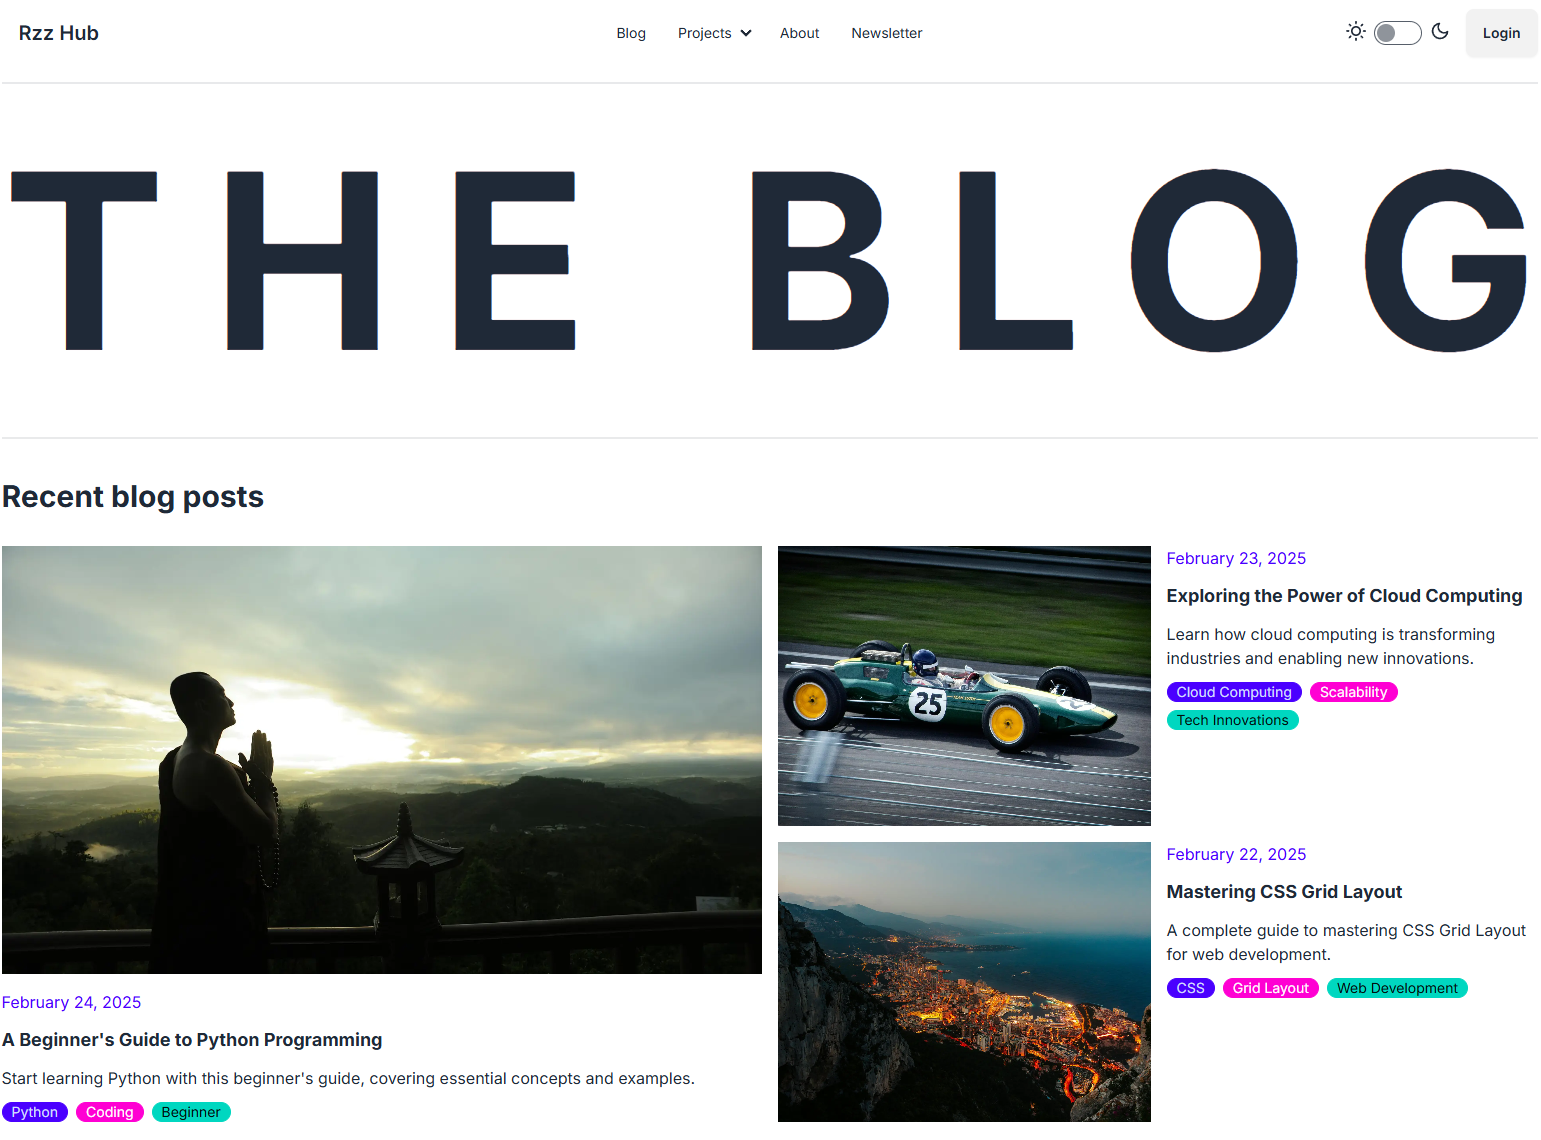 Rzz Hub
Blog
Projects
About
Newsletter
Login
THE BLOG
Recent blog posts
February 24, 2025
A Beginner's Guide to Python Programming
Start learning Python with this beginner's guide, covering essential concepts and examples.
Python
Coding
Beginner
25
February 23, 2025
Exploring the Power of Cloud Computing
Learn how cloud computing is transforming
industries and enabling new innovations.
Cloud Computing
Scalability
Tech Innovations
February 22, 2025
Mastering CSS Grid Layout
A complete guide to mastering CSS Grid Layout
for web development.
CSS
Grid Layout
Web Development